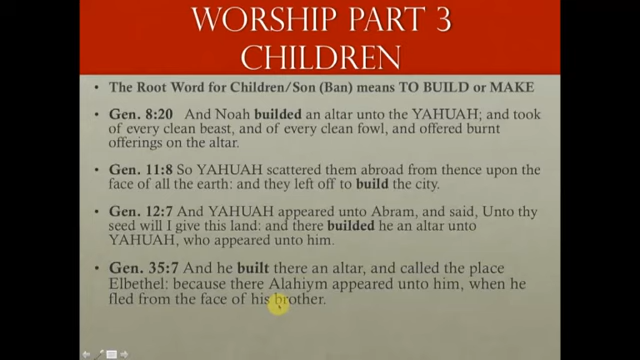 WORSHIP PART 3
CHILDREN
• The Root Word for Children/Son (Ban) means TO BUILD or MAKE
• Gen. 8:20 And Noah builded an altar unto the YAHUAH; and took
of every clean beast, and of every clean fowl, and offered burnt
offerings on the altar.
• Gen. 11:8 So YAHUAH scattered them abroad from thence upon the
face of all the earth: and they left off to build the city.
• Gen. 12:7 And YAHUAH appeared unto Abram, and said, Unto thy
seed will I give this land: and there builded he an altar unto
YAHUAH, who appeared unto him.
• Gen. 35:7 And he built there an altar, and called the place
Elbethel: because there Alahiym appeared unto him, when he
fled from the face of his brother.